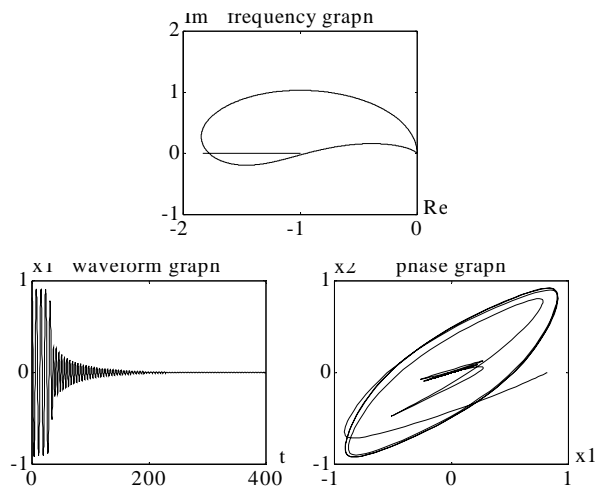 Im frequency graph
2
1
0
-1
-2 -1 0
Re
x1 waveform graph
1
0
-1
0 200 400
t
x2 phase graph
1
0
-1
-1 0 1
x1